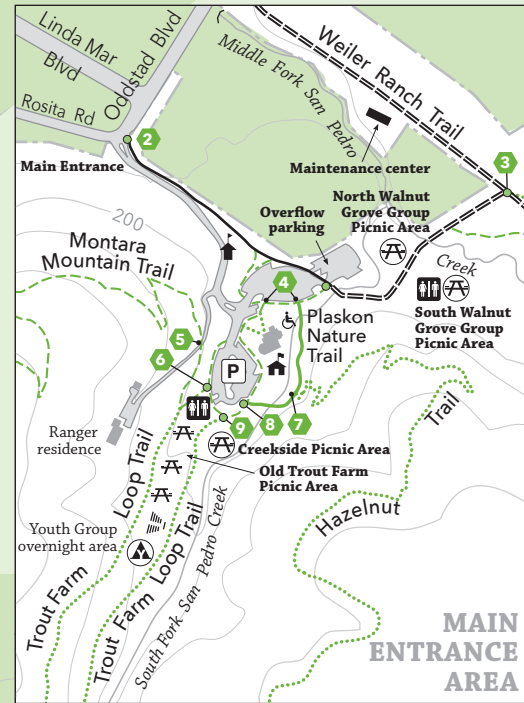 Linda Mar
Blvd
Oddstad Blvd
Rosita Rd
2
Main Entrance
Middle Fork San Pedro
Weiler Ranch Trail
Maintenance center
3
North Walnut
Grove Group
Picnic Area
Overflow
parking
200
Montara
Mountain Trail
4
Creek
South Walnut
Grove Group
Picnic Area
Plaskon
Nature
Trail
5
6
P
7
8
9
Creekside Picnic Area
Old Trout Farm
Picnic Area
Ranger
residence
Youth Group
overnight area
Trout Farm
Loop Trail
Trout Farm
Loop Trail
South Fork San Pedro Creek
Hazelnut
Trail
MAIN
ENTRANCE
AREA